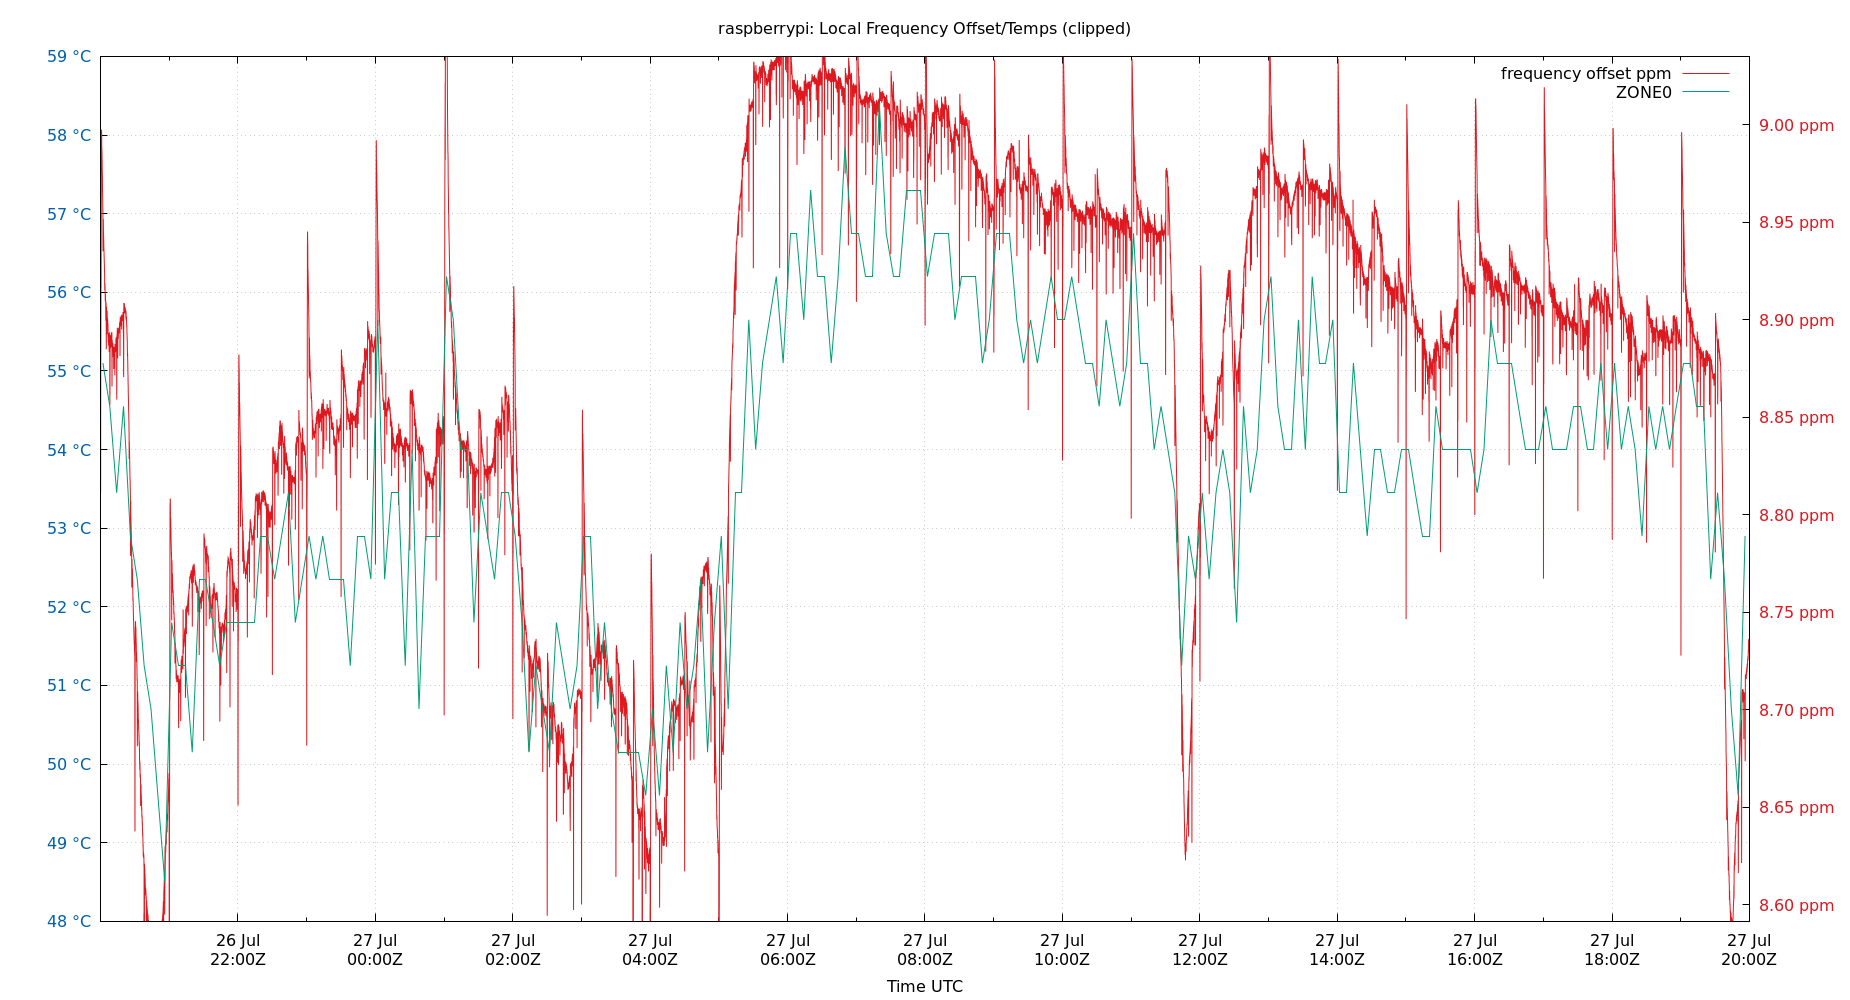 raspberrypi: Local Frequency Offset/Temps (clipped)
frequency offset ppm
ZONE0
59 °C
58 °C
57 °C
56 °C
55 °C
54 °C
53 °C
52 °C
51 °C
50 °C
49 °C
48 °C
9.00 ppm
8.95 ppm
8.90 ppm
8.85 ppm
8.80 ppm
8.75 ppm
8.70 ppm
8.65 ppm
8.60 ppm
26 Jul
22:00Z
27 Jul
00:00Z
27 Jul
02:00Z
27 Jul
04:00Z
27 Jul
06:00Z
27 Jul
08:00Z
27 Jul
10:00Z
27 Jul
12:00Z
27 Jul
14:00Z
27 Jul
16:00Z
27 Jul
18:00Z
27 Jul
20:00Z
Time UTC